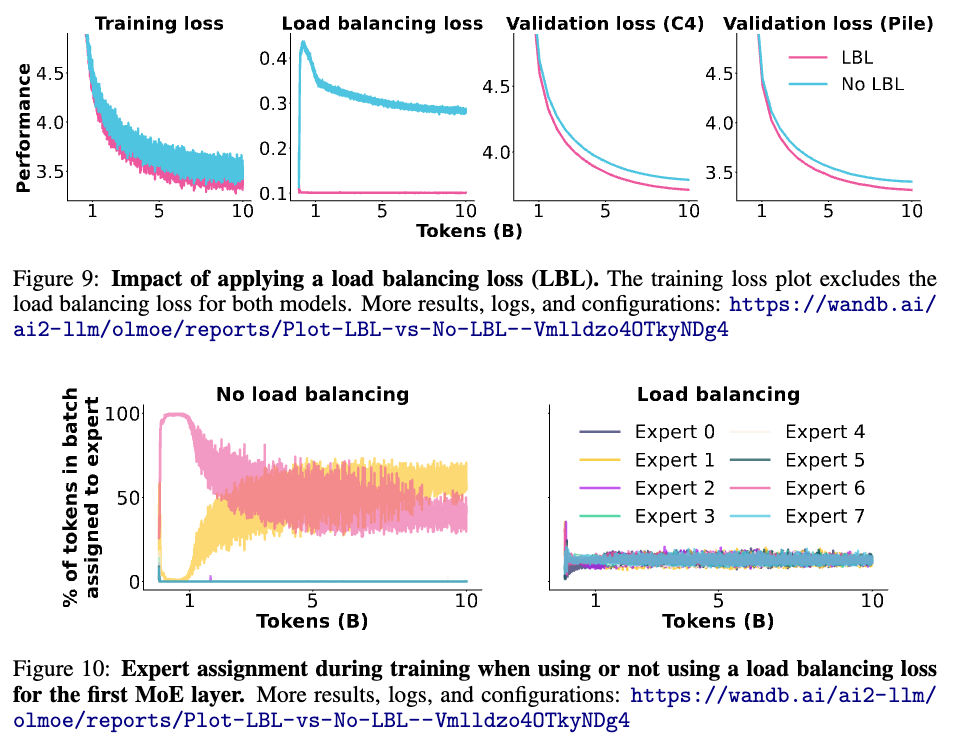 Training loss
Load balancing loss
Validation loss (C4)
Validation loss (Pile)
Performance
4.5
4.0
3.5
1
5
10
0.4
0.3
0.2
0.1
1
5
10
4.5
4.0
1
5
10
4.5
4.0
3.5
1
5
10
LBL
No LBL
Tokens (B)
Figure 9: Impact of applying a load balancing loss (LBL). The training loss plot excludes the
load balancing loss for both models. More results, logs, and configurations: https://wandb.ai/
ai2-llm/olmoe/reports/Plot-LBL-vs-No-LBL--Vmlldzo4OTkyNDg4
No load balancing
Load balancing
% of tokens in batch
assigned to expert
100
50
0
1
5
10
Tokens (B)
Expert 0
Expert 1
Expert 2
Expert 3
Expert 4
Expert 5
Expert 6
Expert 7
1
5
10
Tokens (B)
Figure 10: Expert assignment during training when using or not using a load balancing loss
for the first MoE layer. More results, logs, and configurations: https://wandb.ai/ai2-llm/
olmoe/reports/Plot-LBL-vs-No-LBL--Vmlldzo4OTkyNDg4